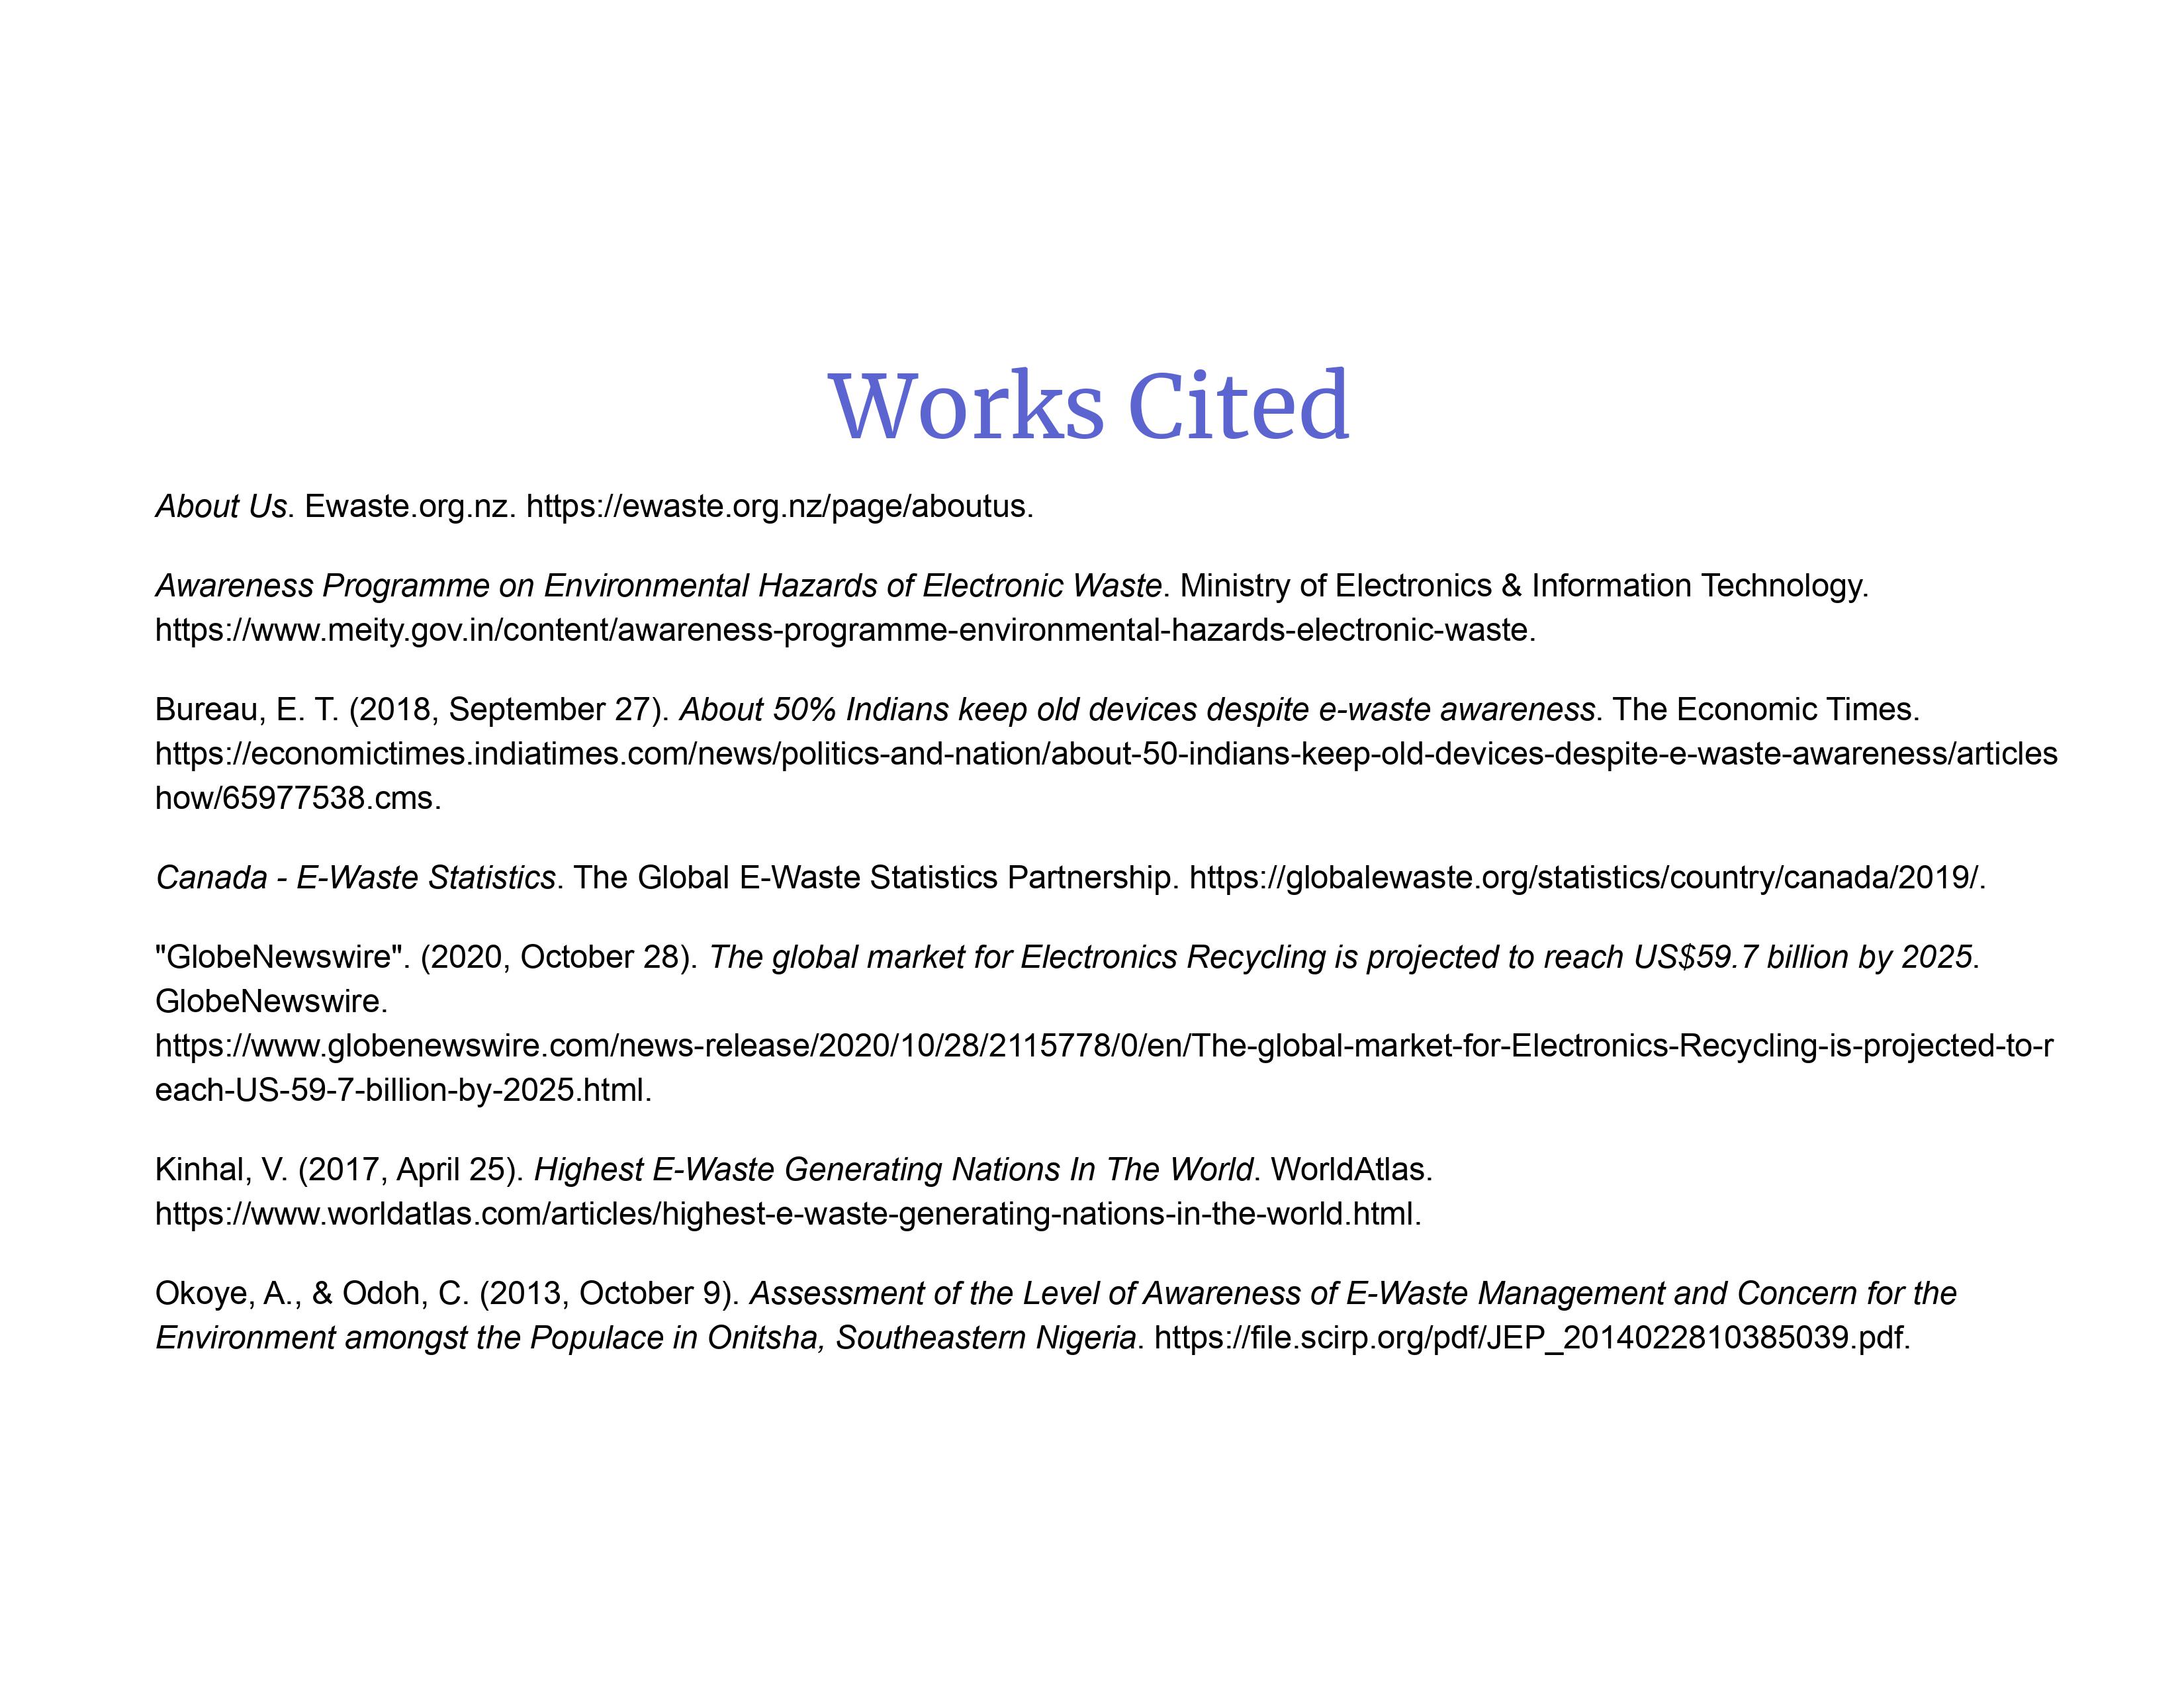 Works Cited
About Us. Ewaste.org.nz. https://ewaste.org.nz/page/aboutus.
Awareness Programme on Environmental Hazards of Electronic Waste. Ministry of Electronics & Information Technology.
https://www.meity.gov.in/content/awareness-programme-environmental-hazards-electronic-waste.
Bureau, E. T. (2018, September 27). About 50% Indians keep old devices despite e-waste awareness. The Economic Times.
https://economictimes.indiatimes.com/news/politics-and-nation/about-50-indians-keep-old-devices-despite-e-waste-awareness/articles
how/65977538.cms.
Canada - E-Waste Statistics. The Global E-Waste Statistics Partnership. https://globalewaste.org/statistics/country/canada/2019/.
"GlobeNewswire". (2020, October 28). The global market for Electronics Recycling is projected to reach US$59.7 billion by 2025.
GlobeNewswire.
https://www.globenewswire.com/news-release/2020/10/28/2115778/0/en/The-global-market-for-Electronics-Recycling-is-projected-to-r
each-US-59-7-billion-by-2025.html.
Kinhal, V. (2017, April 25). Highest E-Waste Generating Nations In The World. WorldAtlas.
https://www.worldatlas.com/articles/highest-e-waste-generating-nations-in-the-world.html.
Okoye, A., & Odoh, C. (2013, October 9). Assessment of the Level of Awareness of E-Waste Management and Concern for the
Environment amongst the Populace in Onitsha, Southeastern Nigeria. https://file.scirp.org/pdf/JEP_2014022810385039.pdf.